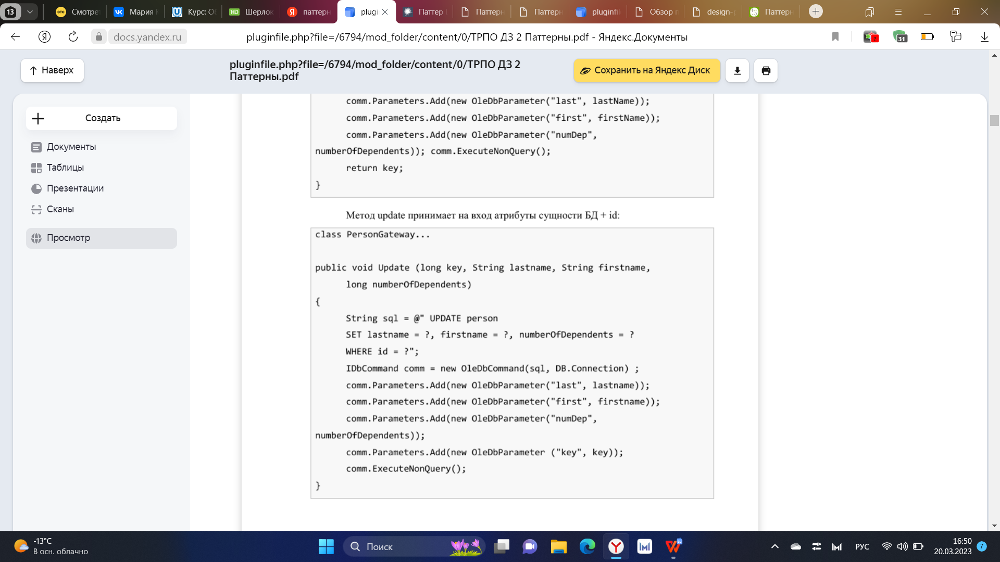 13
Смотрет
Мария К
Курс: Об
Шерлок
паттерн
plugi
Паттер
Паттерн
Паттерн
pluginfil
Обзор п
design-p
Паттерн
docs.yandex.ru
pluginfile.php?file=/6794/mod_folder/content/0/ТРПО ДЗ 2 Паттерны.pdf - Яндекс.Документы
31
Наверх
pluginfile.php?file=/6794/mod_folder/content/0/ТРПО ДЗ 2
Паттерны.pdf
Сохранить на Яндекс Диск
Создать
Документы
Таблицы
Презентации
Сканы
Просмотр
comm.Parameters.Add(new OleDbParameter("last", lastName));
comm.Parameters.Add(new OleDbParameter("first", firstName));
comm.Parameters.Add(new OleDbParameter("numDep",
numberOfDependents)); comm.ExecuteNonQuery();
return key;
}
Метод update принимает на вход атрибуты сущности БД + id:
class PersonGateway...
public void Update (long key, String lastname, String firstname,
long numberOfDependents)
{
String sql = @" UPDATE person
SET lastname = ?, firstname = ?, numberOfDependents = ?
WHERE id = ?";
IDbCommand comm = new OleDbCommand(sql, DB.Connection) ;
comm.Parameters.Add(new OleDbParameter("last", lastname));
comm.Parameters.Add(new OleDbParameter("first", firstname));
comm.Parameters.Add(new OleDbParameter("numDep",
numberOfDependents));
comm.Parameters.Add(new OleDbParameter ("key", key));
comm.ExecuteNonQuery();
}
-13°C
В осн. облачно
Поиск
РУС
16:50
20.03.2023
7